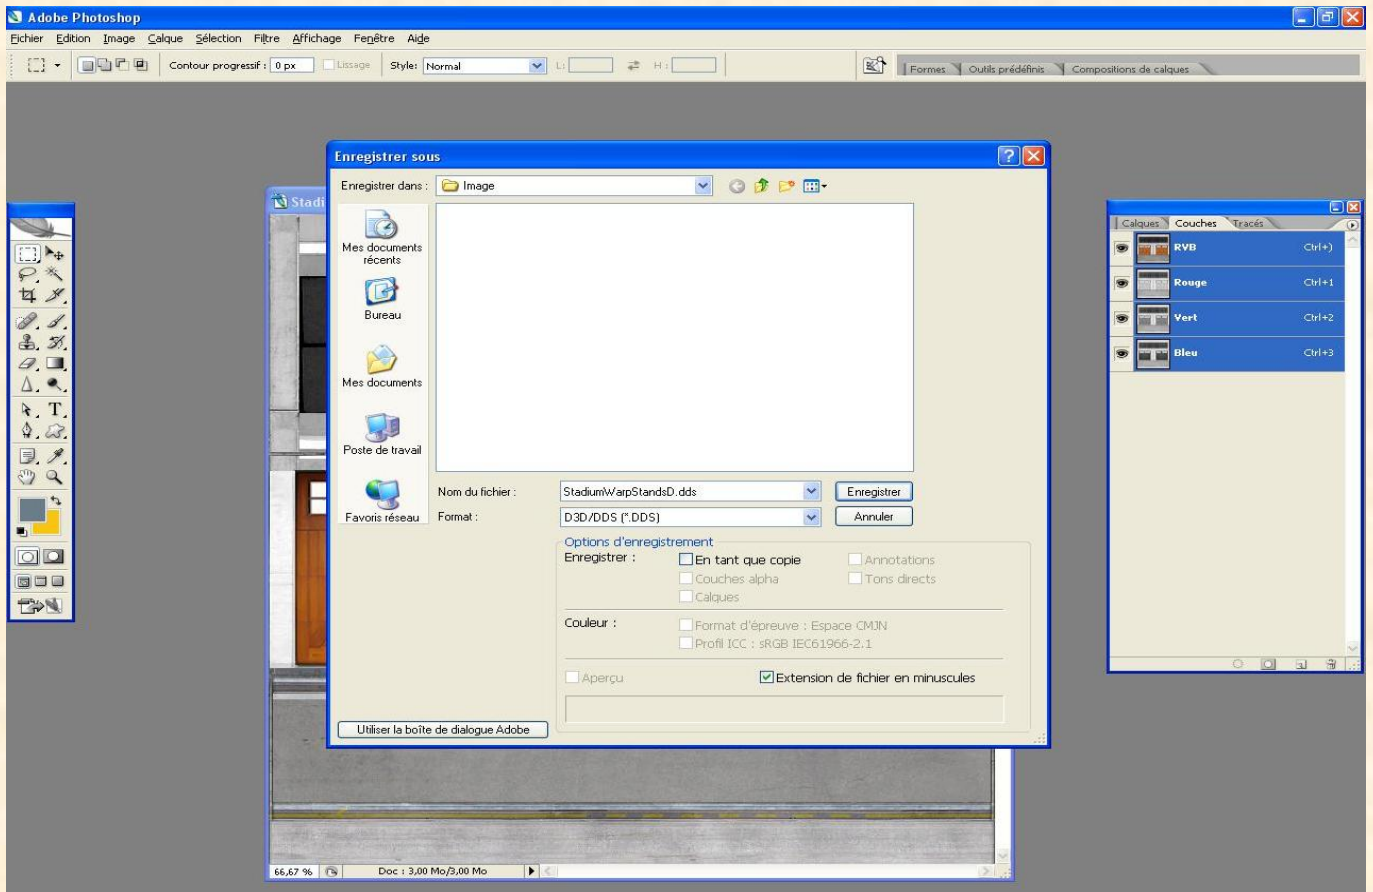 Adobe Photoshop
Fichier Edition Image Calque Sélection Filtre Affichage Fenêtre Aide
Contour progressif : 0 px Lissage Style: Normal L: H: Formes Outils prédéfinis Compositions de calques
Enregistrer sous
Enregistrer dans : Image
Stadi
Mes documents
récents
Bureau
Mes documents
Poste de travail
Favoris réseau
Nom du fichier : StadiumWarpStandsD.dds Enregistrer
Format : D3D/DDS (*.DDS) Annuler
Options d'enregistrement
Enregistrer : En tant que copie Annotations
Couches alpha Tons directs
Calques
Couleur : Format d'épreuve : Espace CMJN
Profil ICC : sRGB IEC61966-2.1
Aperçu Extension de fichier en minuscules
Utiliser la boîte de dialogue Adobe
Calques Couches Tracés
RVB Ctrl+)
Rouge Ctrl+1
Vert Ctrl+2
Bleu Ctrl+3
66,67 % Doc : 3,00 Mo/3,00 Mo